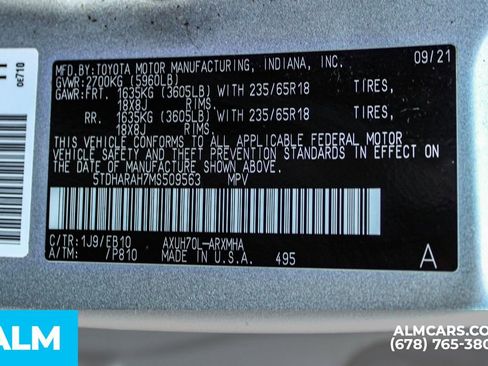 0E710
MFD.BY:TOYOTA MOTOR MANUFACTURING, INDIANA, INC. 09/21
GVWR:2700KG (5960LB)
GAWR:FRT. 1635KG (3605LB) WITH 235/65R18 TIRES,
18X8J RIMS.
RR. 1635KG (3605LB) WITH 235/65R18 TIRES,
18X8J RIMS.
THIS VEHICLE CONFORMS TO ALL APPLICABLE FEDERAL MOTOR
VEHICLE SAFETY AND THEFT PREVENTION STANDARDS IN EFFECT
ON THE DATE OF MANUFACTURE SHOWN ABOVE.
5TDHARAH7MS509563 MPV
C/TR:1J9/EB10 AXUH70L-ARXMHA
A/TM: /P810 MADE IN U.S.A. 495 A
ALM
ALMCARS.COM
(678) 765-380